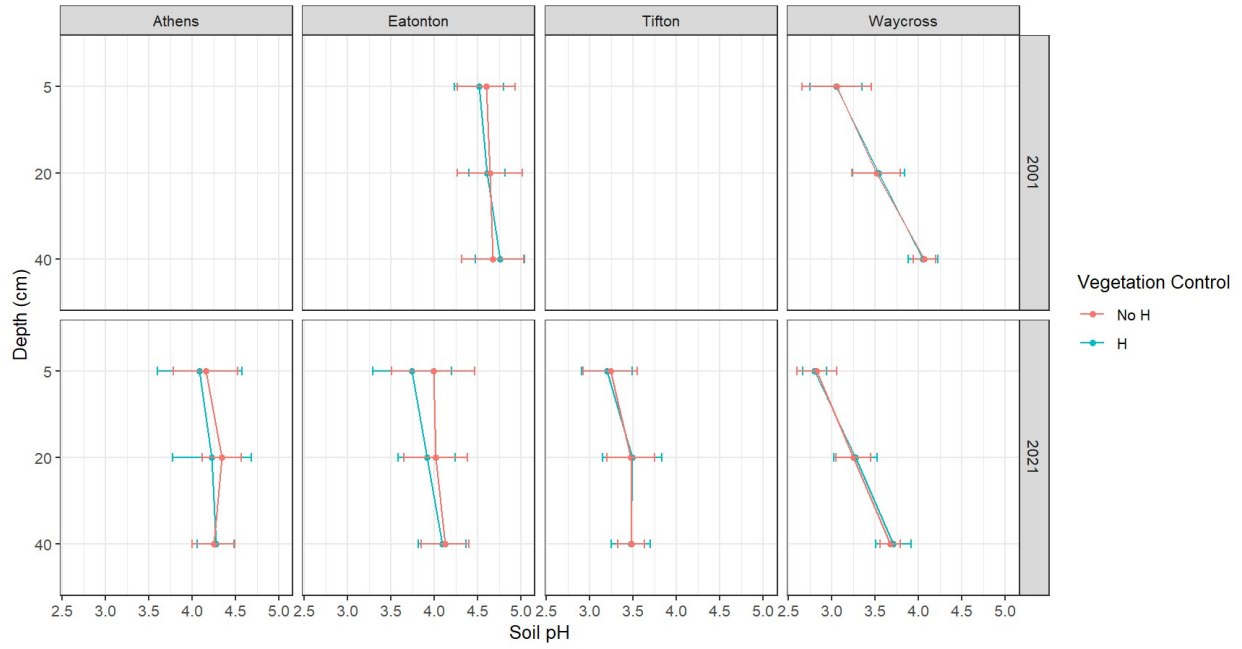 Athens Eatonton Tifton Waycross
5
20
40
2001
Depth (cm)
5
20
40
2021
2.5 3.0 3.5 4.0 4.5 5.0 2.5 3.0 3.5 4.0 4.5 5.0 2.5 3.0 3.5 4.0 4.5 5.0 2.5 3.0 3.5 4.0 4.5 5.0
Soil pH
Vegetation Control
No H
H